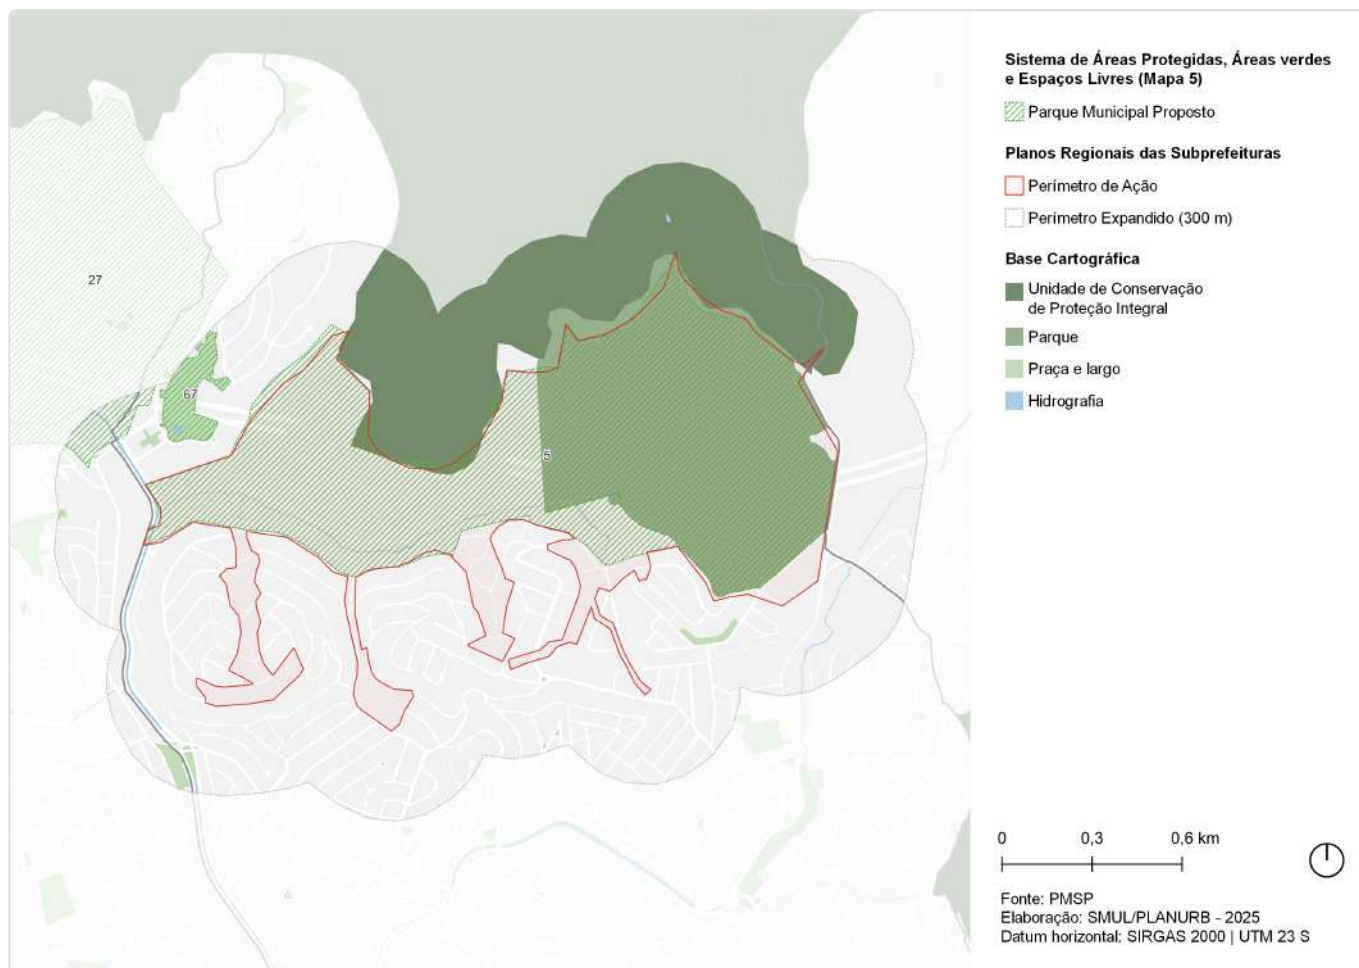 Sistema de Áreas Protegidas, Áreas verdes
e Espaços Livres (Mapa 5)
Parque Municipal Proposto
Planos Regionais das Subprefeituras
Perímetro de Ação
Perímetro Expandido (300 m)
Base Cartográfica
Unidade de Conservação
de Proteção Integral
Parque
Praça e largo
Hidrografia
27
67
5
0 0,3 0,6 km
Fonte: PMSP
Elaboração: SMUL/PLANURB - 2025
Datum horizontal: SIRGAS 2000 | UTM 23 S